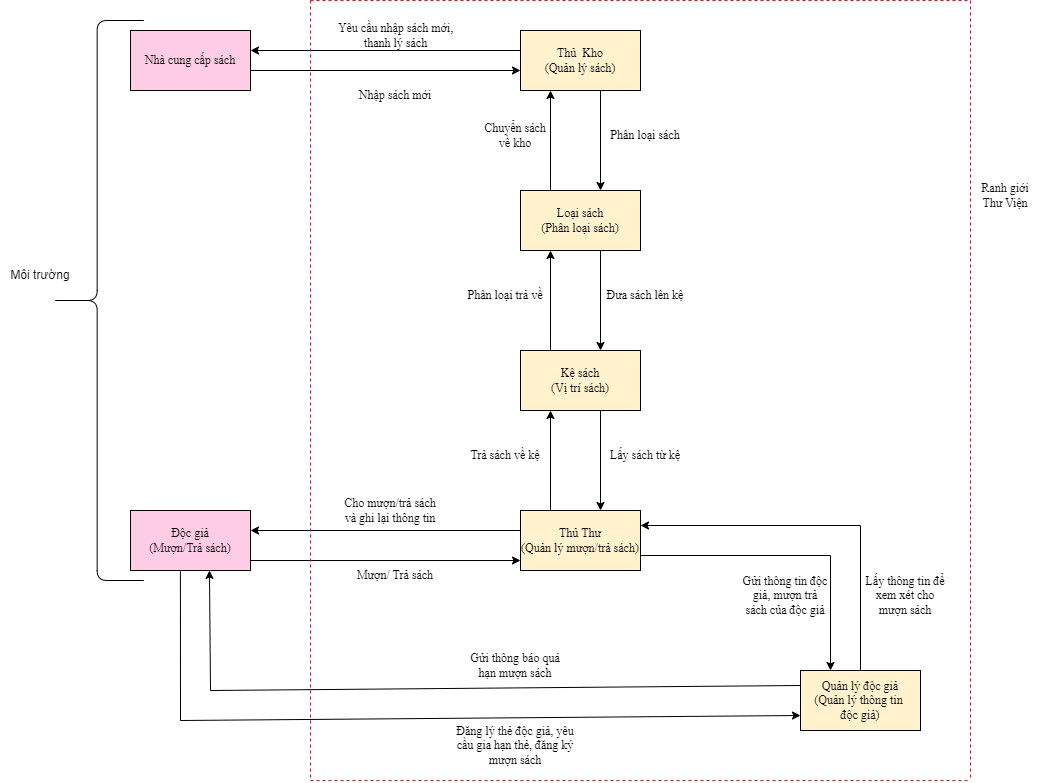 Yêu cầu nhập sách mới,
thanh lý sách
Nhà cung cấp sách
Thủ Kho
(Quản lý sách)
Nhập sách mới
Chuyển sách
về kho
Phân loại sách
Ranh giới
Thư Viện
Loại sách
(Phân loại sách)
Môi trường
Phân loại trả về
Đưa sách lên kệ
Kệ sách
(Vị trí sách)
Trả sách về kệ
Lấy sách từ kệ
Cho mượn/trả sách
và ghi lại thông tin
Độc giả
(Mượn/Trả sách)
Thủ Thư
(Quản lý mượn/trả sách)
Mượn/ Trả sách
Gửi thông tin độc
giả, mượn trả
sách của độc giả
Lấy thông tin để
xem xét cho
mượn sách
Gửi thông báo quá
hạn mượn sách
Quản lý độc giả
(Quản lý thông tin
độc giả)
Đăng lý thẻ độc giả, yêu
cầu gia hạn thẻ, đăng ký
mượn sách